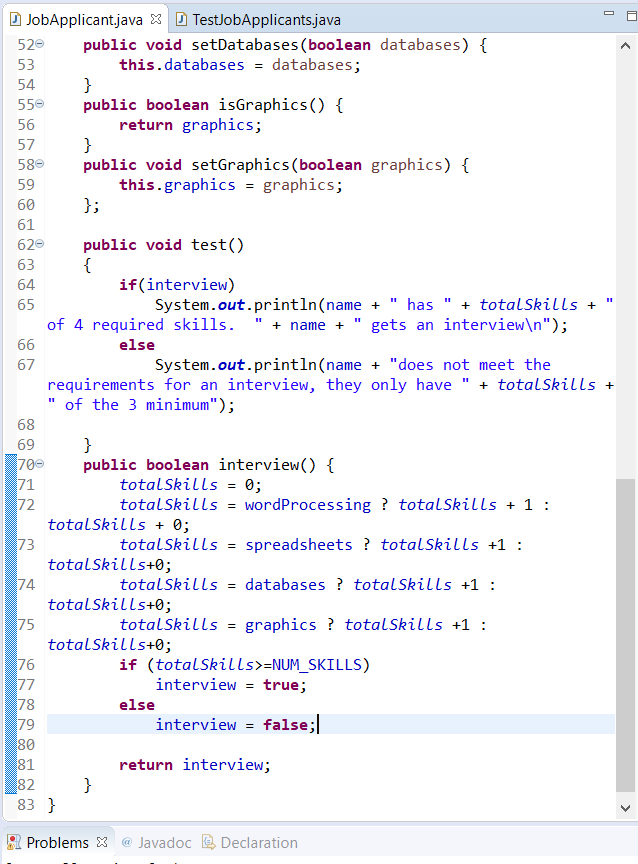 JobApplicant.java TestJobApplicants.java
52 public void setDatabases(boolean databases) {
53 this.databases = databases;
54 }
55 public boolean isGraphics() {
56 return graphics;
57 }
58 public void setGraphics(boolean graphics) {
59 this.graphics = graphics;
60 };
61
62 public void test()
63 {
64 if(interview)
65 System.out.println(name + " has " + totalSkills + "
of 4 required skills.  " + name + " gets an interview\n");
66 else
67 System.out.println(name + "does not meet the
requirements for an interview, they only have " + totalSkills +
" of the 3 minimum");
68
69 }
70 public boolean interview() {
71 totalSkills = 0;
72 totalSkills = wordProcessing ? totalSkills + 1 :
totalSkills + 0;
73 totalSkills = spreadsheets ? totalSkills +1 :
totalSkills+0;
74 totalSkills = databases ? totalSkills +1 :
totalSkills+0;
75 totalSkills = graphics ? totalSkills +1 :
totalSkills+0;
76 if (totalSkills>=NUM_SKILLS)
77 interview = true;
78 else
79 interview = false;
80
81 return interview;
82 }
83 }
Problems @ Javadoc Declaration